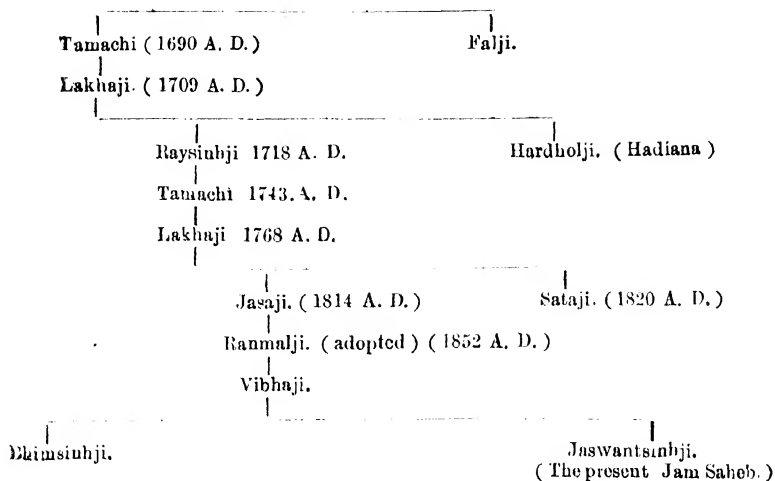 Tamachi ( 1690 A. D. ) Falji.
Lakhaji. ( 1709 A. D. )
Raysinhji 1718 A. D. Hardholji. ( Hadiana )
Tamachi 1743. A. D.
Lakhaji 1768 A. D.
Jasaji. ( 1814 A. D. ) Sataji. ( 1820 A. D. )
Ranmalji. ( adopted ) ( 1852 A. D. )
Vibhaji.
Bhimsinhji. Jaswantsinhji.
( The present Jam Saheb. )